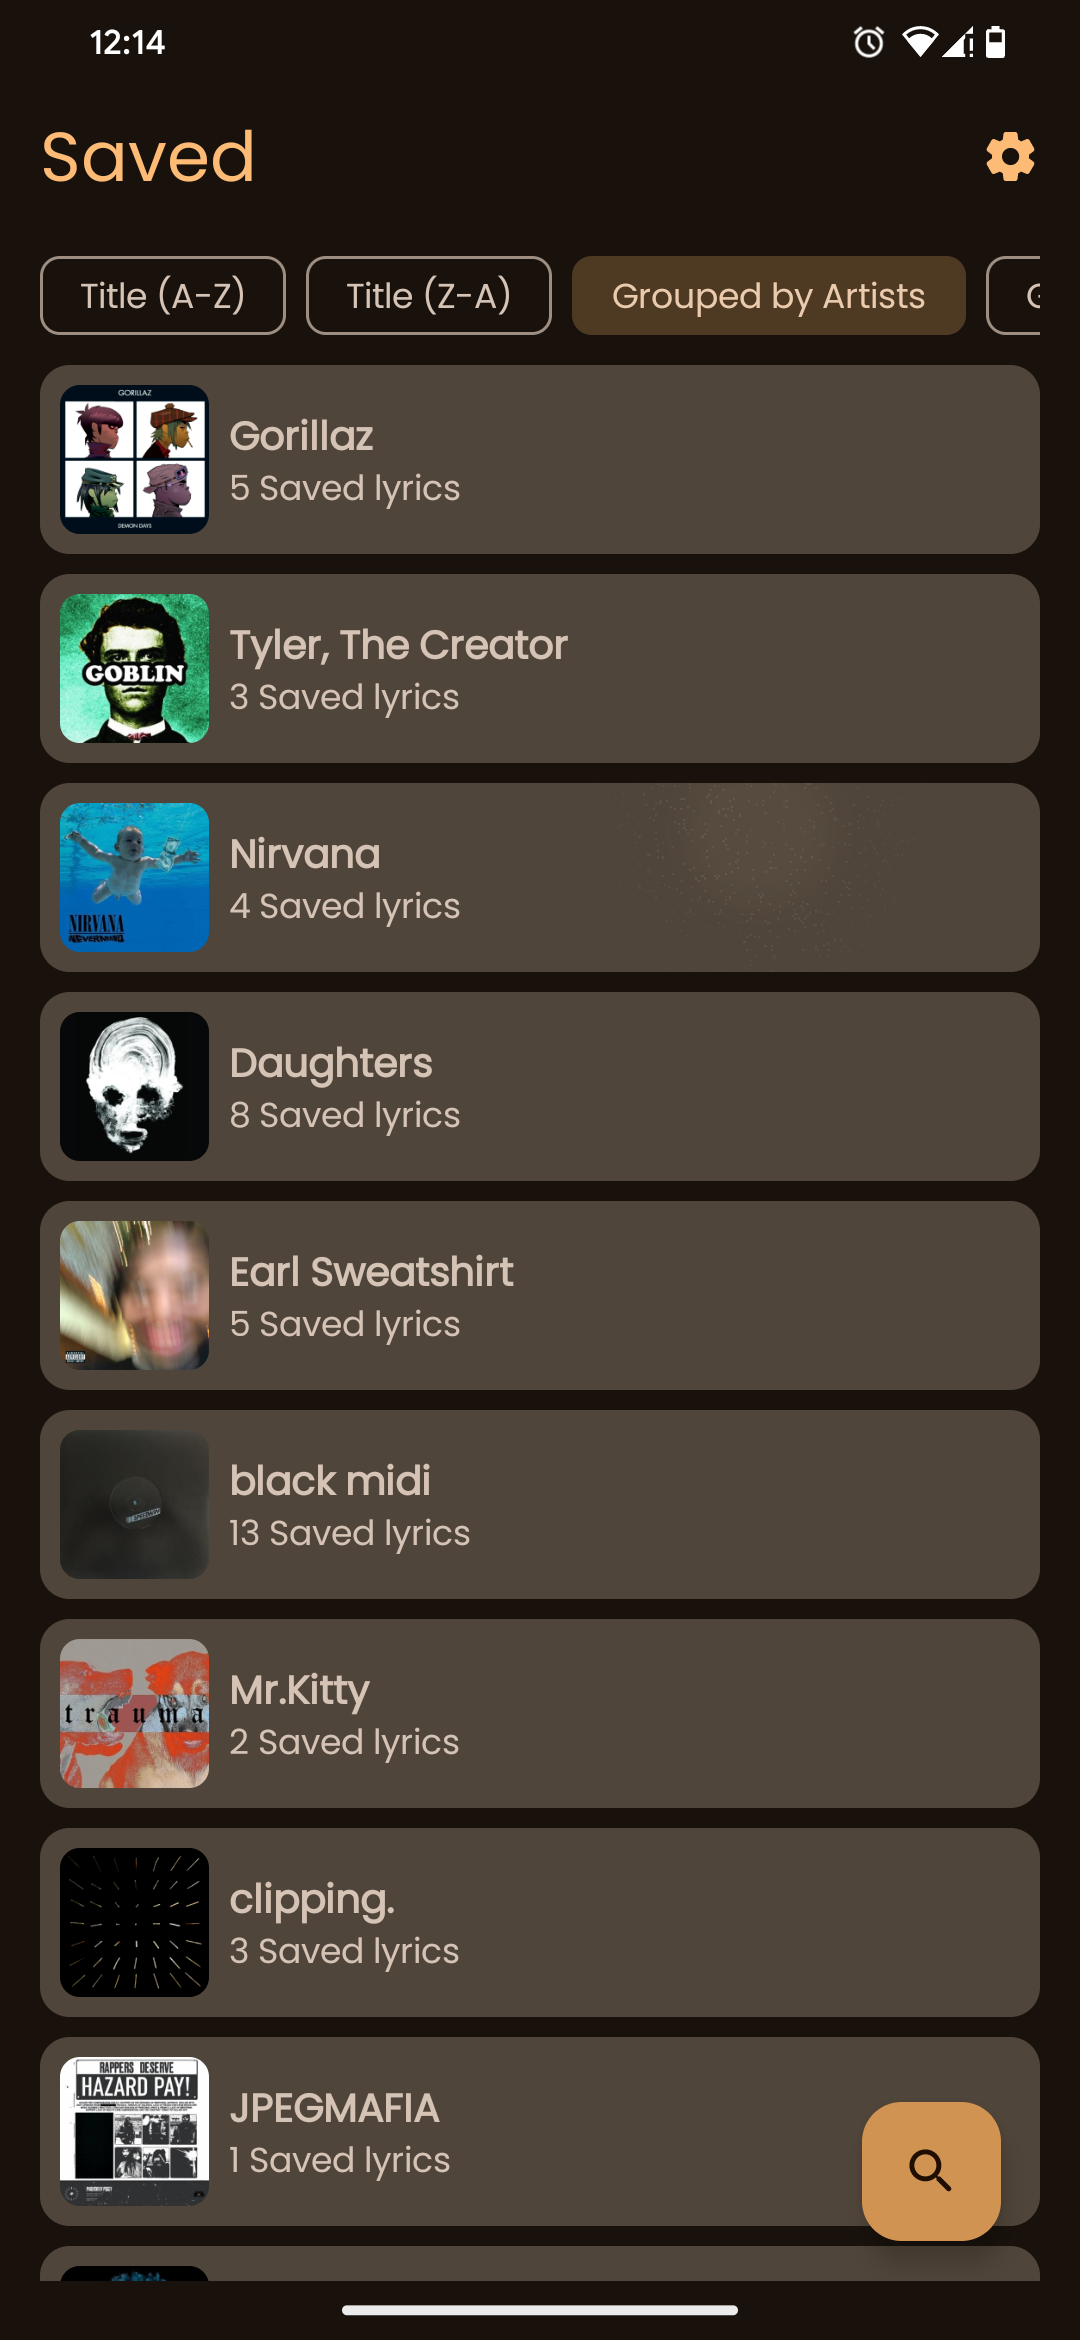 12:14
Saved
Title (A-Z)
Title (Z-A)
Grouped by Artists
GORILLAZ
DEMON DAYS
Gorillaz
5 Saved lyrics
GOBLIN
Tyler, The Creator
3 Saved lyrics
NIRVANA
NEVERMIND
Nirvana
4 Saved lyrics
Daughters
8 Saved lyrics
Earl Sweatshirt
5 Saved lyrics
black midi
13 Saved lyrics
trauma
Mr.Kitty
2 Saved lyrics
clipping.
3 Saved lyrics
RAPPERS DESERVE
HAZARD PAY!
JPEGMAFIA
1 Saved lyrics